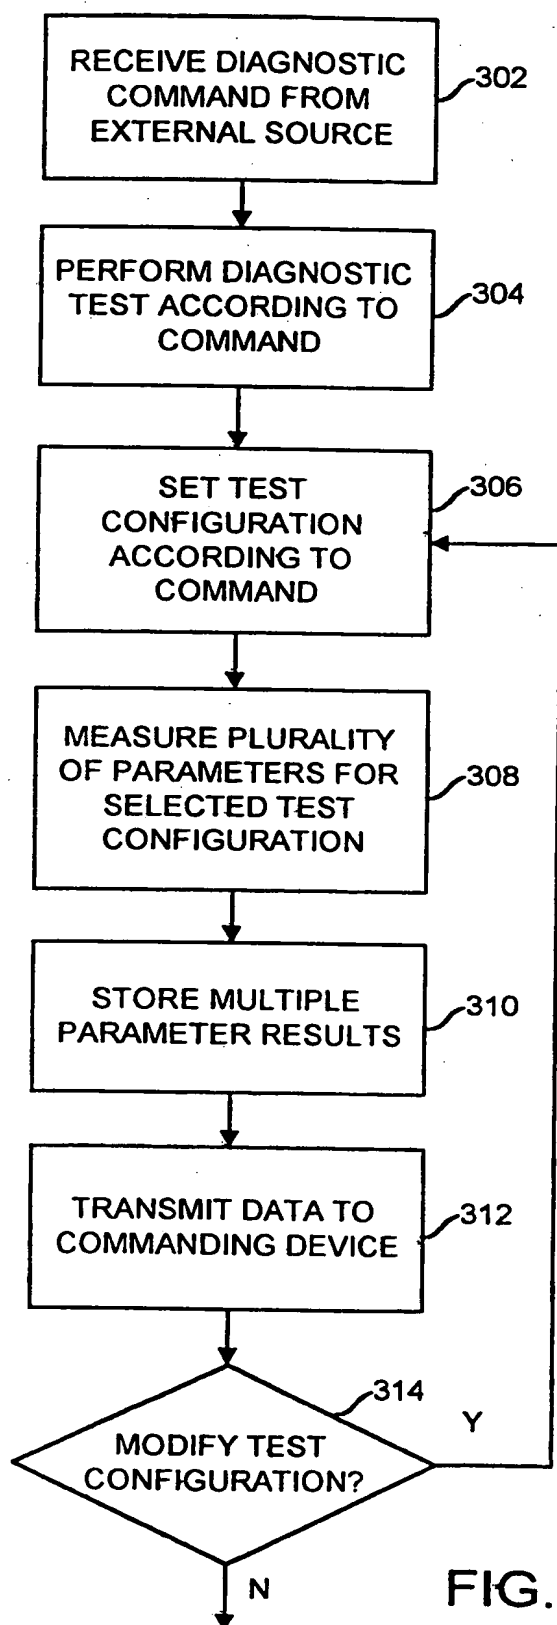 RECEIVE DIAGNOSTIC
COMMAND FROM
EXTERNAL SOURCE
302
PERFORM DIAGNOSTIC
TEST ACCORDING TO
COMMAND
304
SET TEST
CONFIGURATION
ACCORDING TO
COMMAND
306
MEASURE PLURALITY
OF PARAMETERS FOR
SELECTED TEST
CONFIGURATION
308
STORE MULTIPLE
PARAMETER RESULTS
310
TRANSMIT DATA TO
COMMANDING DEVICE
312
314
MODIFY TEST
CONFIGURATION?
Y
N
FIG.